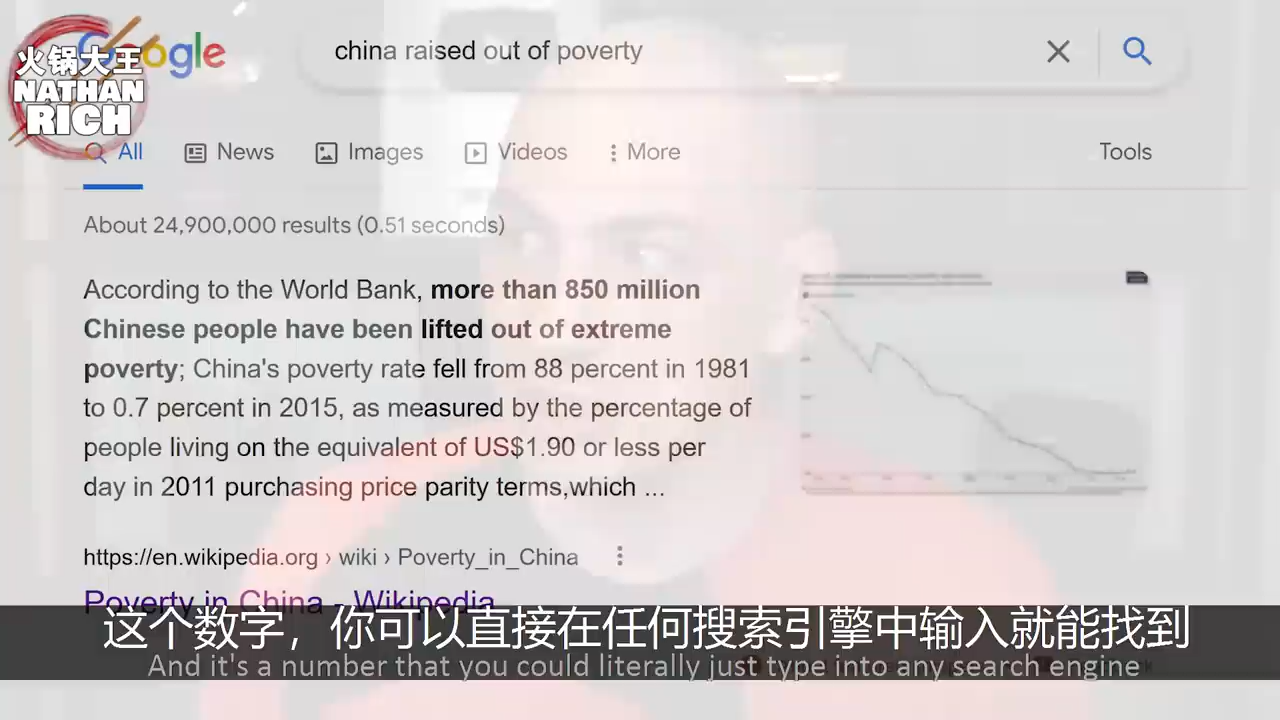 Google
火锅大王
NATHAN
RICH
china raised out of poverty
All
News
Images
Videos
More
Tools
About 24,900,000 results (0.51 seconds)
According to the World Bank, more than 850 million
Chinese people have been lifted out of extreme
poverty; China's poverty rate fell from 88 percent in 1981
to 0.7 percent in 2015, as measured by the percentage of
people living on the equivalent of US$1.90 or less per
day in 2011 purchasing price parity terms,which ...
https://en.wikipedia.org › wiki › Poverty_in_China
Poverty in China - Wikipedia
这个数字，你可以直接在任何搜索引擎中输入就能找到
And it's a number that you could literally just type into any search engine